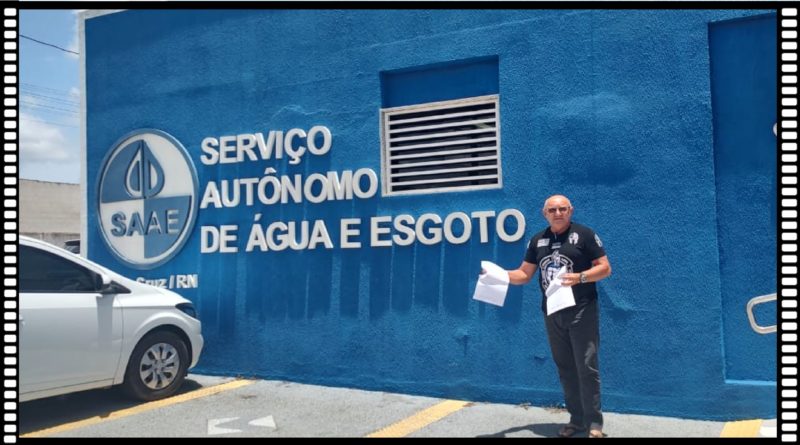 SAAE
SERVIÇO
AUTÔNOMO
DE ÁGUA E ESGOTO
Cruz/RN